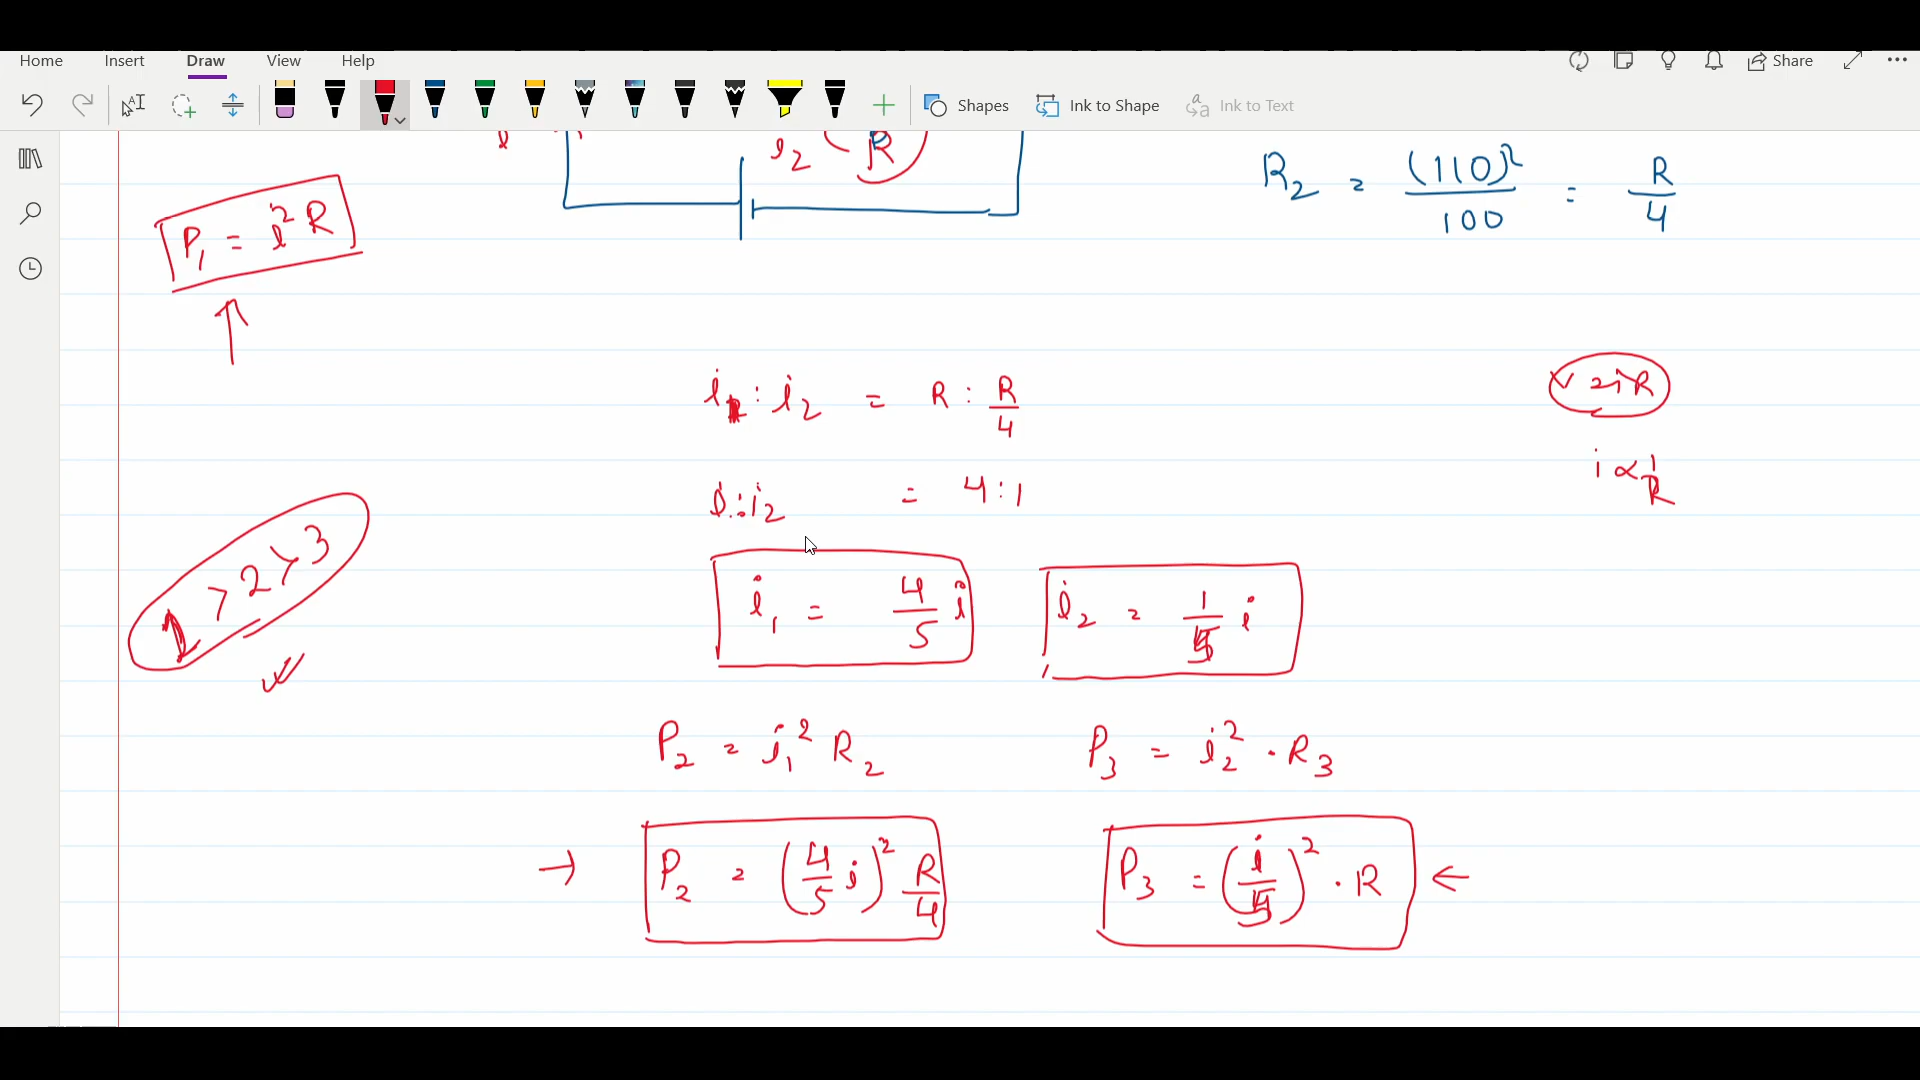 Home Insert Draw View Help Share
Shapes Ink to Shape Ink to Text
i i₂ R
R₂ = (110)²/100 = R/4
P₁ = i²R
i₁ : i₂ = R : R/4
V = iR
i ∝ 1/R
i₁ : i₂ = 4 : 1
1 > 2 > 3
i₁ = 4/5 i
i₂ = 1/5 i
P₂ = i₁² R₂
P₃ = i₂² · R₃
→ P₂ = (4/5 i)² R/4
P₃ = (i/5)² · R ←